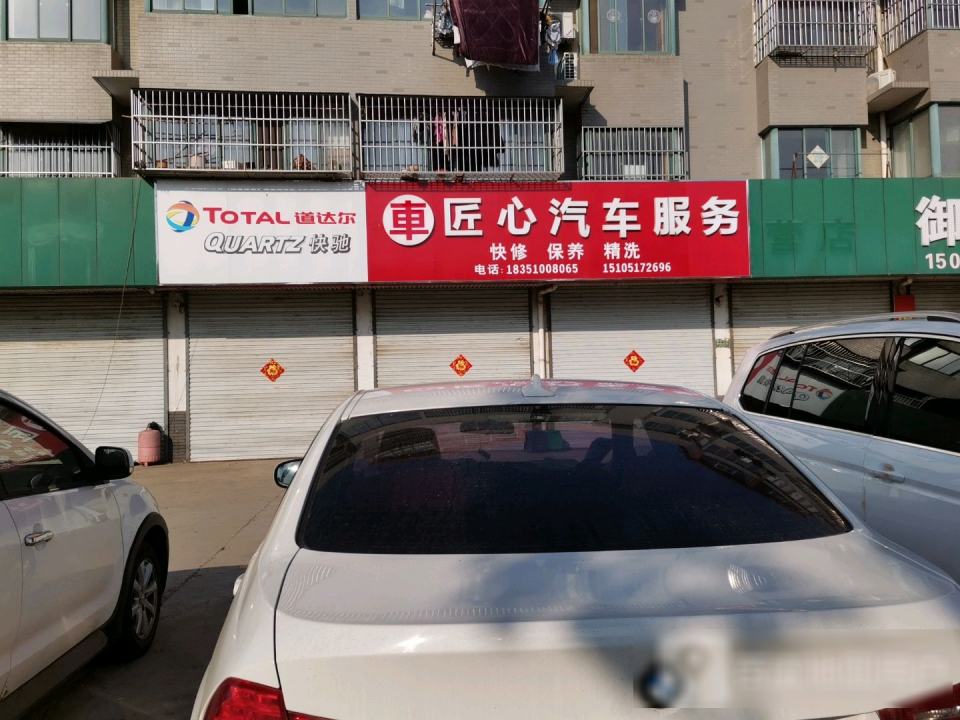 TOTAL 道达尔
QUARTZ 快驰
車 匠心汽车服务
快修 保养 精洗
电话: 18351008065 15105172696
御
150